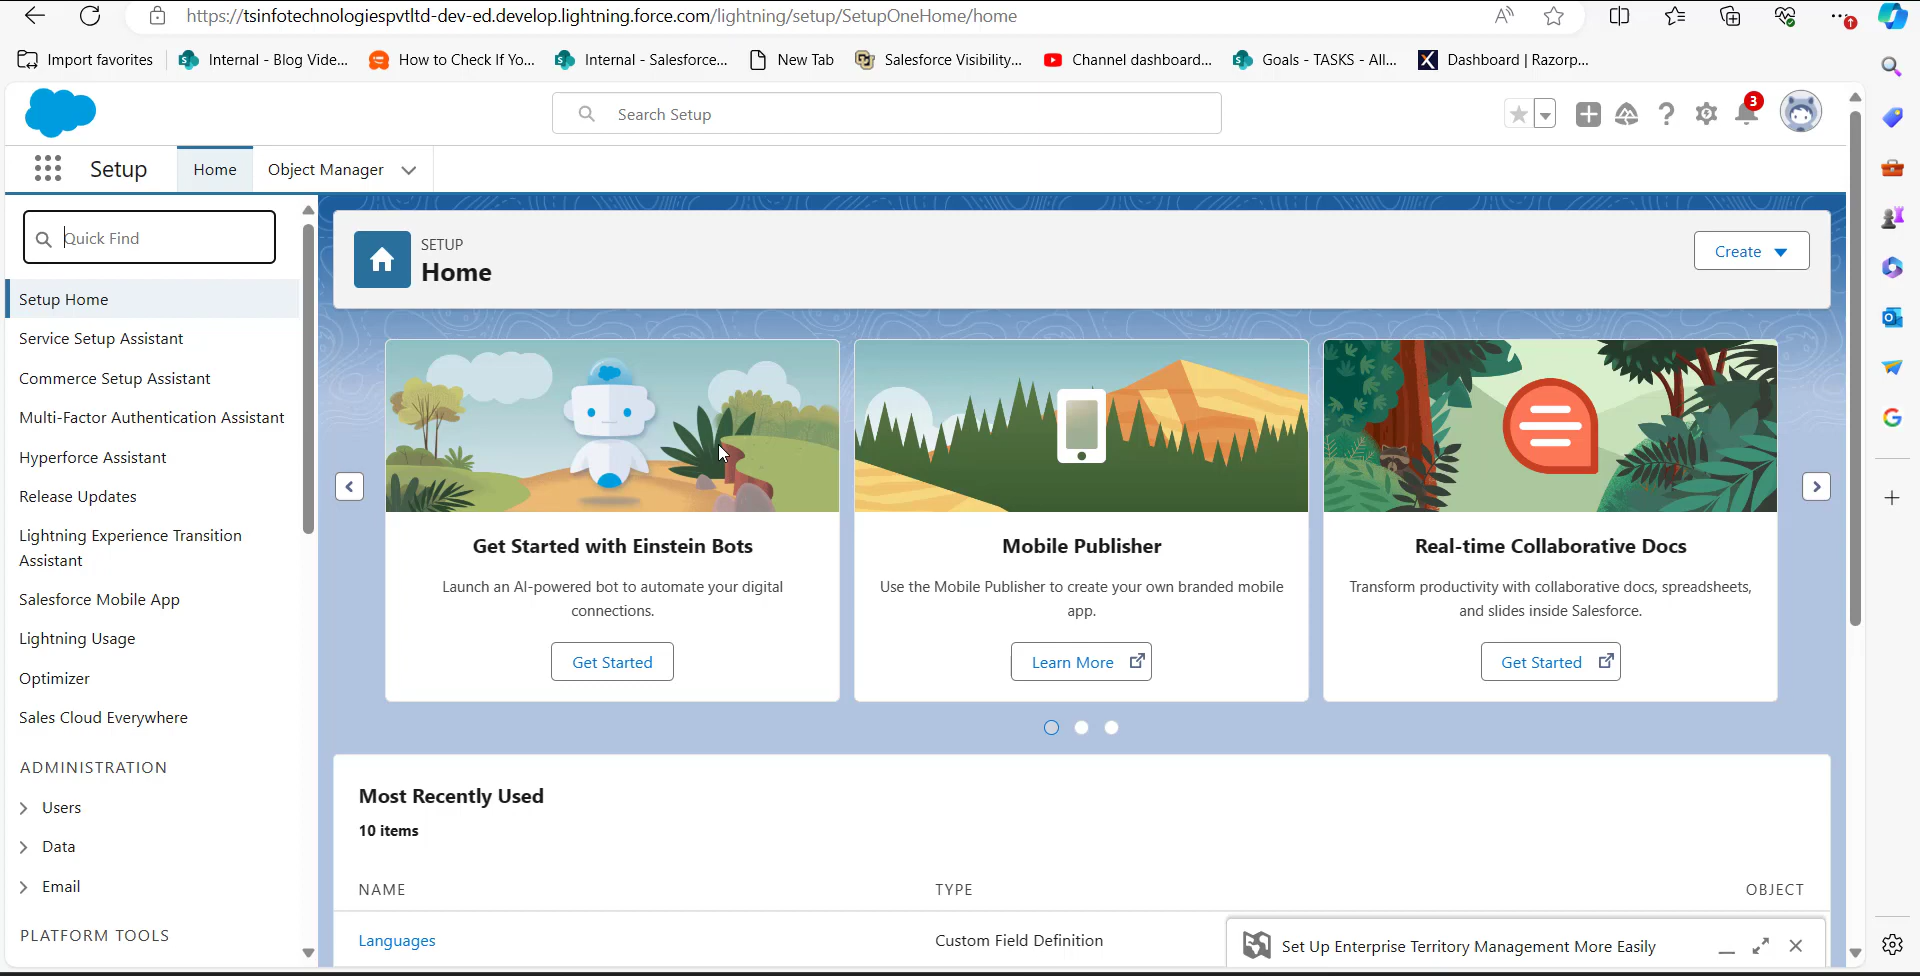 https://tsinfotechnologiespvtltd-dev-ed.develop.lightning.force.com/lightning/setup/SetupOneHome/home
Import favorites
Internal - Blog Vide...
How to Check If Yo...
Internal - Salesforce...
New Tab
Salesforce Visibility...
Channel dashboard...
Goals - TASKS - All...
Dashboard | Razorp...
Search Setup
3
Setup
Home
Object Manager
Quick Find
Setup Home
Service Setup Assistant
Commerce Setup Assistant
Multi-Factor Authentication Assistant
Hyperforce Assistant
Release Updates
Lightning Experience Transition
Assistant
Salesforce Mobile App
Lightning Usage
Optimizer
Sales Cloud Everywhere
ADMINISTRATION
Users
Data
Email
PLATFORM TOOLS
SETUP
Home
Create
Get Started with Einstein Bots
Launch an AI-powered bot to automate your digital
connections.
Get Started
Mobile Publisher
Use the Mobile Publisher to create your own branded mobile
app.
Learn More
Real-time Collaborative Docs
Transform productivity with collaborative docs, spreadsheets,
and slides inside Salesforce.
Get Started
Most Recently Used
10 items
NAME
TYPE
OBJECT
Languages
Custom Field Definition
Set Up Enterprise Territory Management More Easily